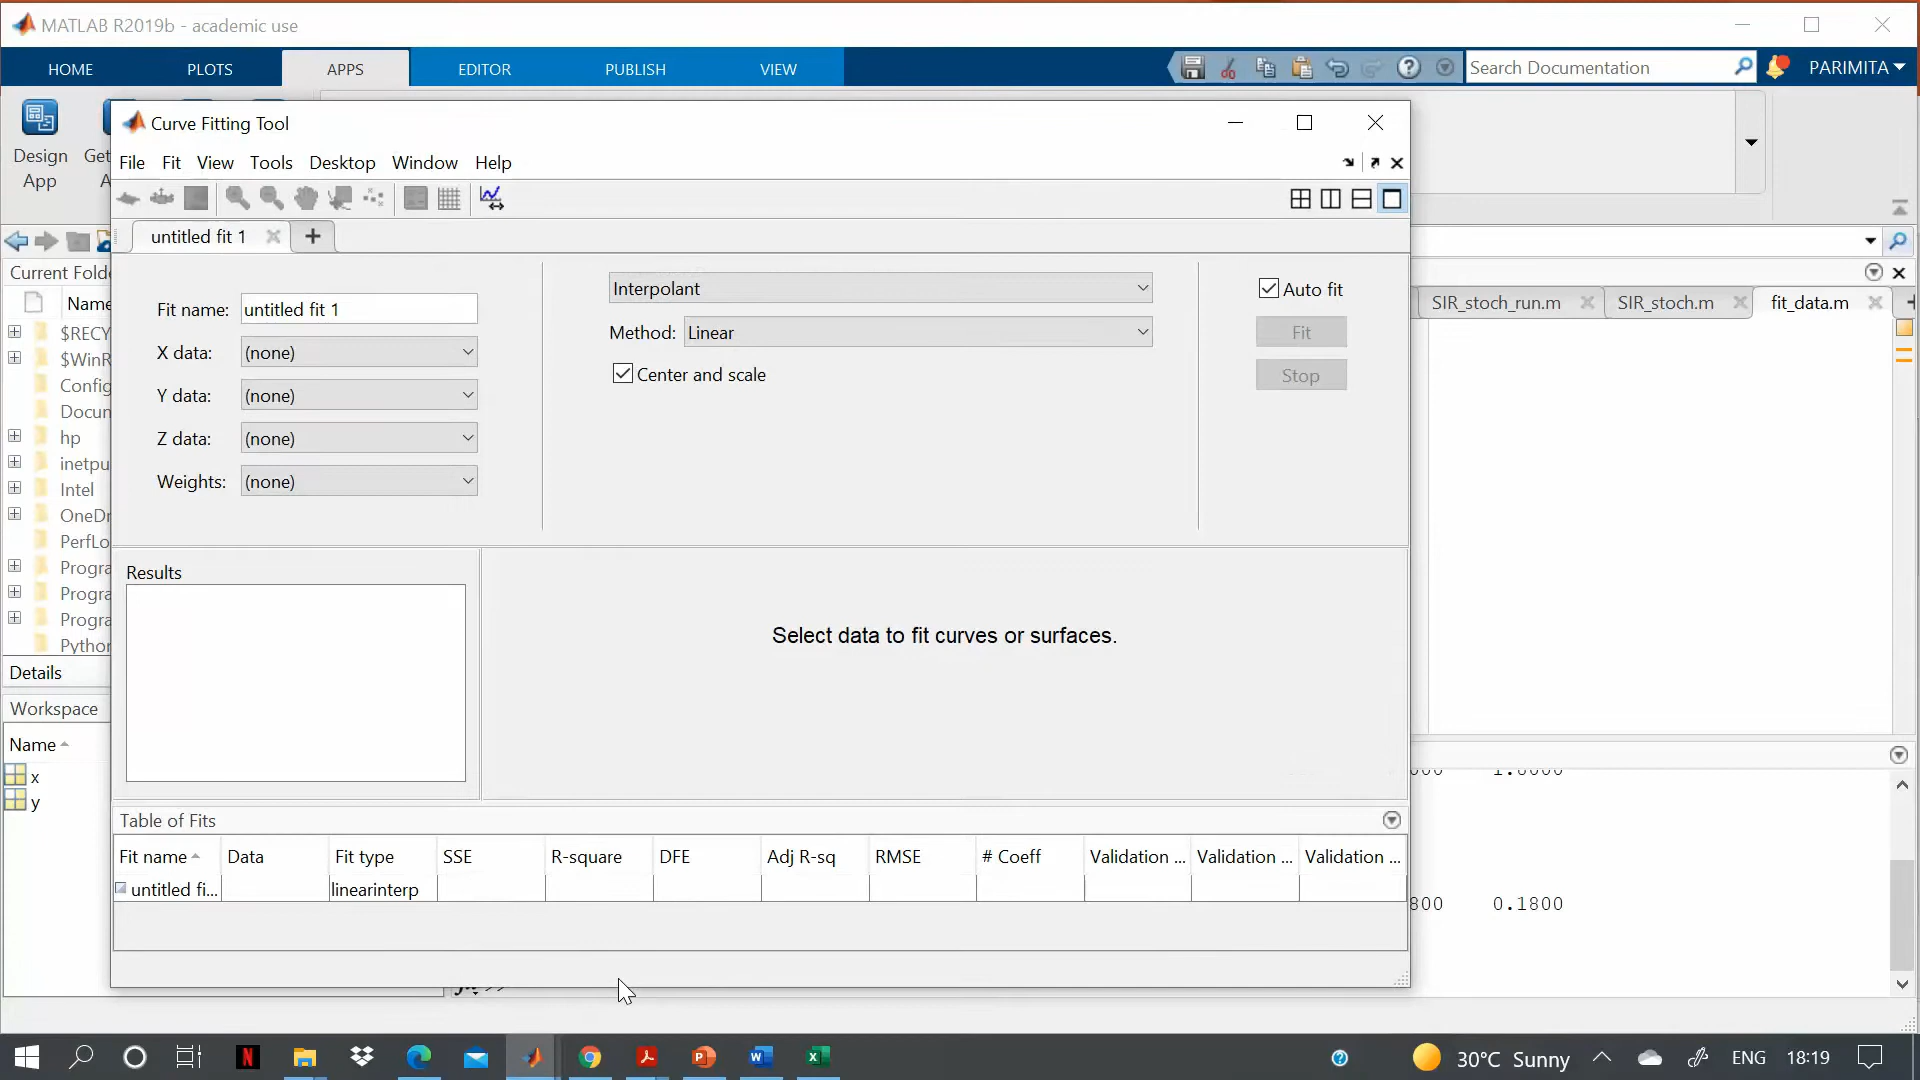 MATLAB R2019b - academic use
HOME
PLOTS
APPS
EDITOR
PUBLISH
VIEW
Search Documentation
PARIMITA
Design
App
Get
A
Curve Fitting Tool
File
Fit
View
Tools
Desktop
Window
Help
untitled fit 1
Fit name: untitled fit 1
X data: (none)
Y data: (none)
Z data: (none)
Weights: (none)
Interpolant
Method: Linear
Center and scale
Auto fit
Fit
Stop
Current Folde
Name
$RECY
$WinR
Config
Docum
hp
inetpu
Intel
OneDr
PerfLo
Progra
Progra
Progra
Python
Details
Workspace
Name
x
y
SIR_stoch_run.m
SIR_stoch.m
fit_data.m
Results
Select data to fit curves or surfaces.
Table of Fits
Fit name
Data
Fit type
SSE
R-square
DFE
Adj R-sq
RMSE
# Coeff
Validation ...
Validation ...
Validation ...
untitled fi...
linearinterp
800 0.1800
30°C Sunny
ENG
18:19